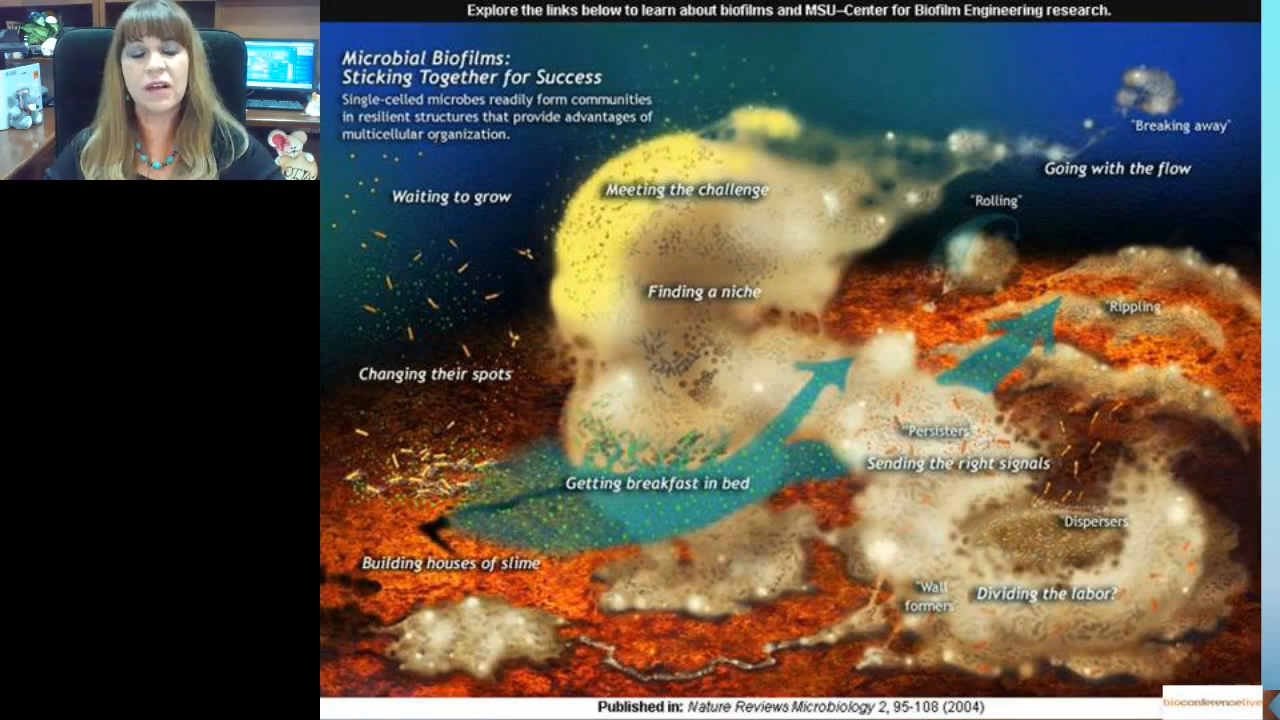 Explore the links below to learn about biofilms and MSU–Center for Biofilm Engineering research.
Microbial Biofilms:
Sticking Together for Success
Single-celled microbes readily form communities
in resilient structures that provide advantages of
multicellular organization.
"Breaking away"
Going with the flow
Waiting to grow
Meeting the challenge
"Rolling"
Finding a niche
"Rippling"
Changing their spots
"Persisters"
Sending the right signals
Getting breakfast in bed
"Dispersers"
Building houses of slime
"Wall
formers"
Dividing the labor?
Published in: Nature Reviews Microbiology 2, 95-108 (2004)
bioconferencelive